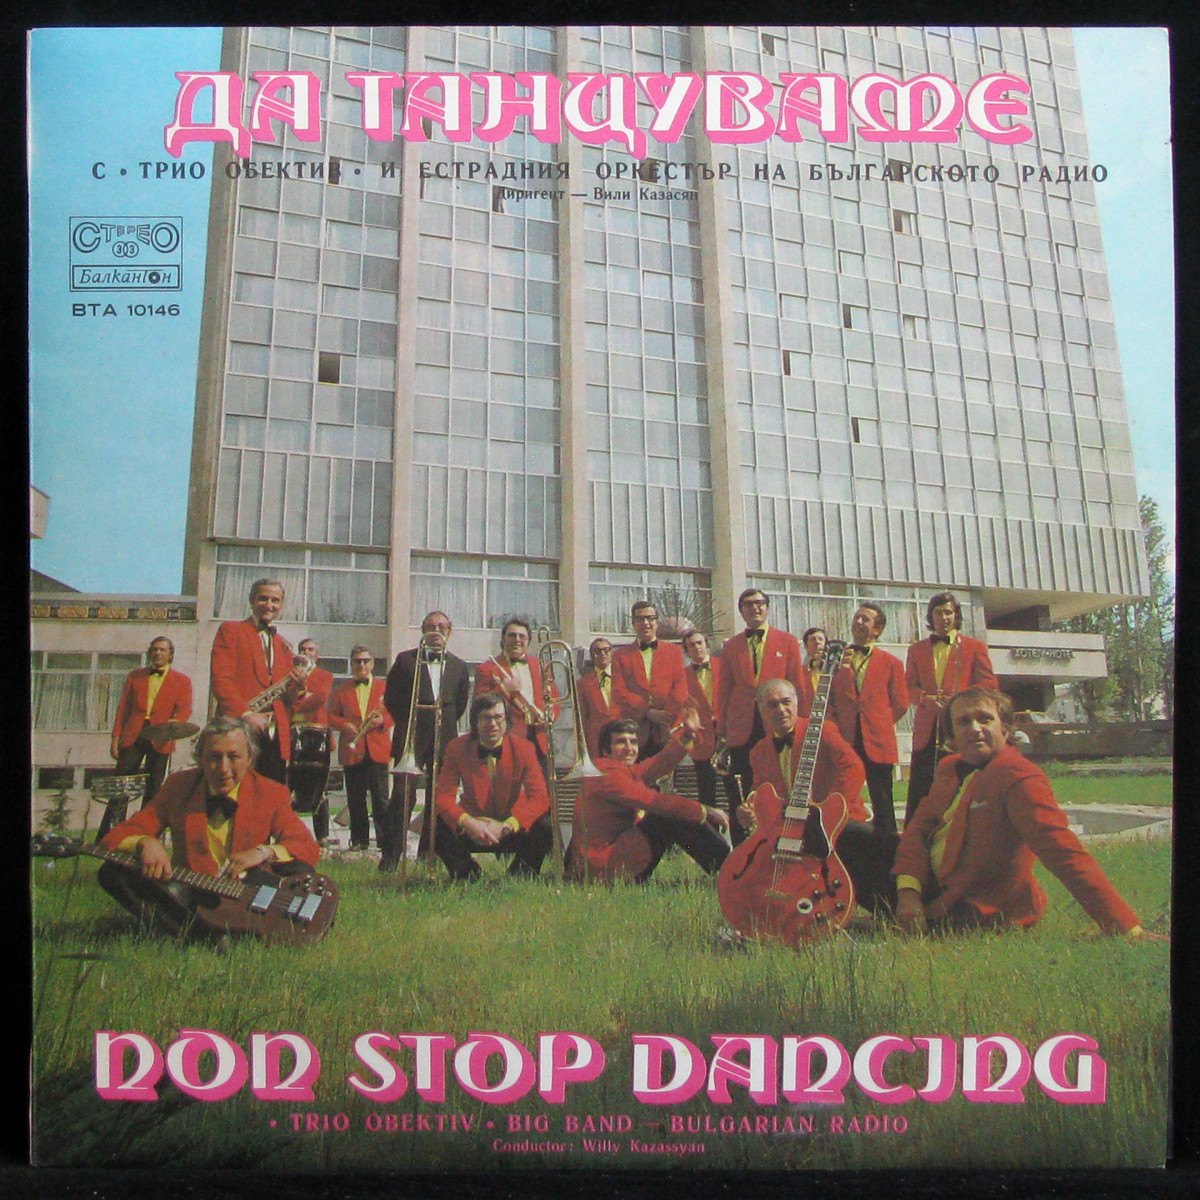 ДА ТАНЦУВАМЕ
С • ТРИО ОБЕКТИВ • И ЕСТРАДНИЯ ОРКЕСТЪР НА БЪЛГАРСКОТО РАДИО
Диригент — Вили Казасян
СТЕРЕО
33
Балкантон
ВТА 10146
NON STOP DANCING
• TRIO OBEKTIV • BIG BAND — BULGARIAN RADIO
Conductor: Willy Kazassyan